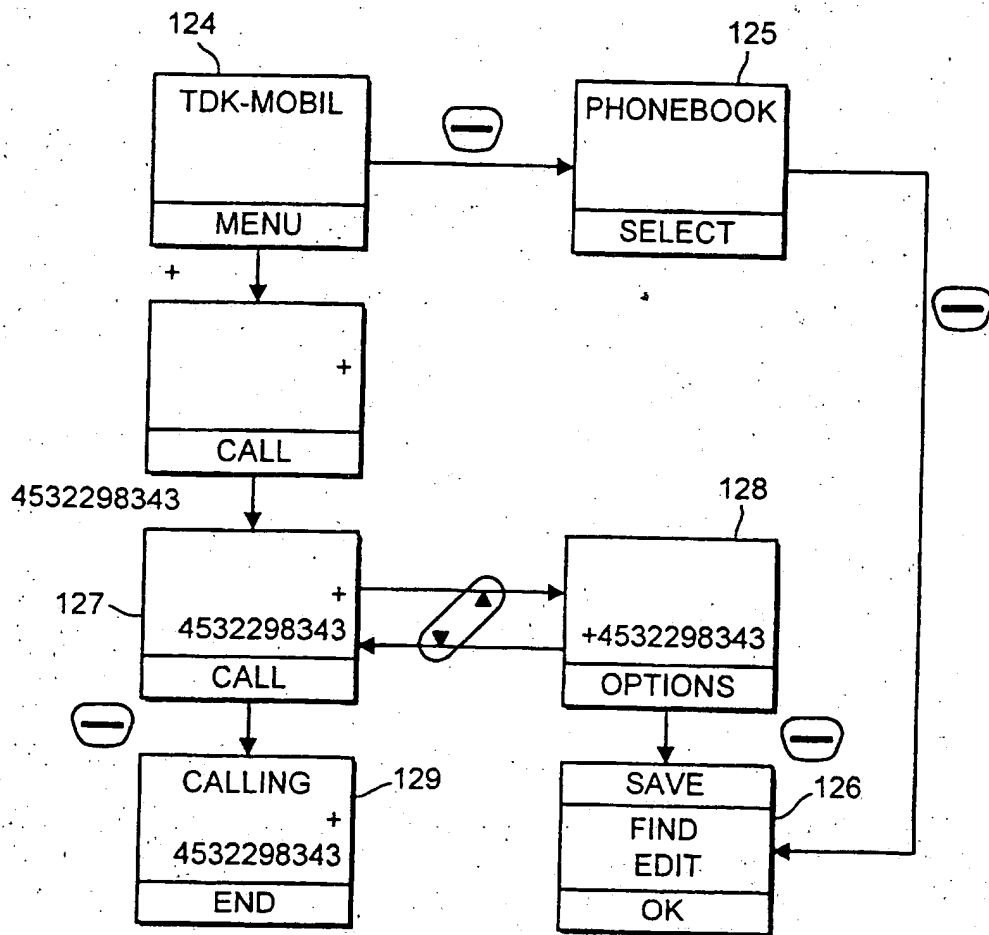 124
125
TDK-MOBIL
PHONEBOOK
MENU
SELECT
+
+
CALL
4532298343
128
127
+
4532298343
+4532298343
CALL
OPTIONS
CALLING
129
SAVE
126
+
FIND
4532298343
EDIT
END
OK